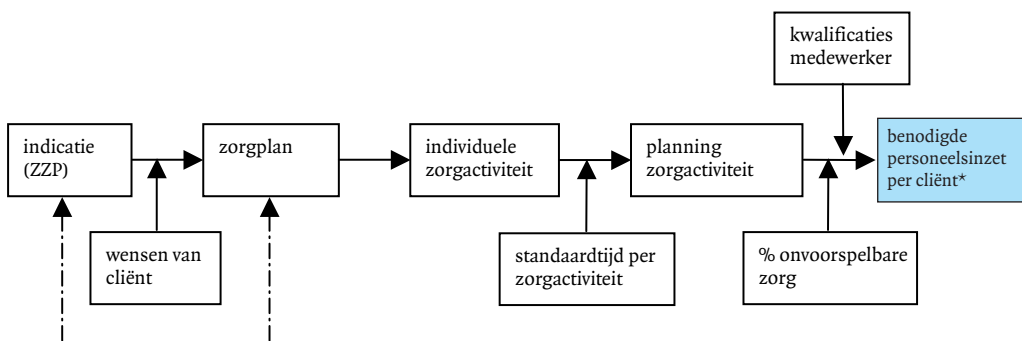 kwalificaties
medewerker
indicatie
(ZZP)
zorgplan
individuele
zorgactiviteit
planning
zorgactiviteit
benodigde
personeelsinzet
per cliënt*
wensen van
cliënt
standaardtijd per
zorgactiviteit
% onvoorspelbare
zorg